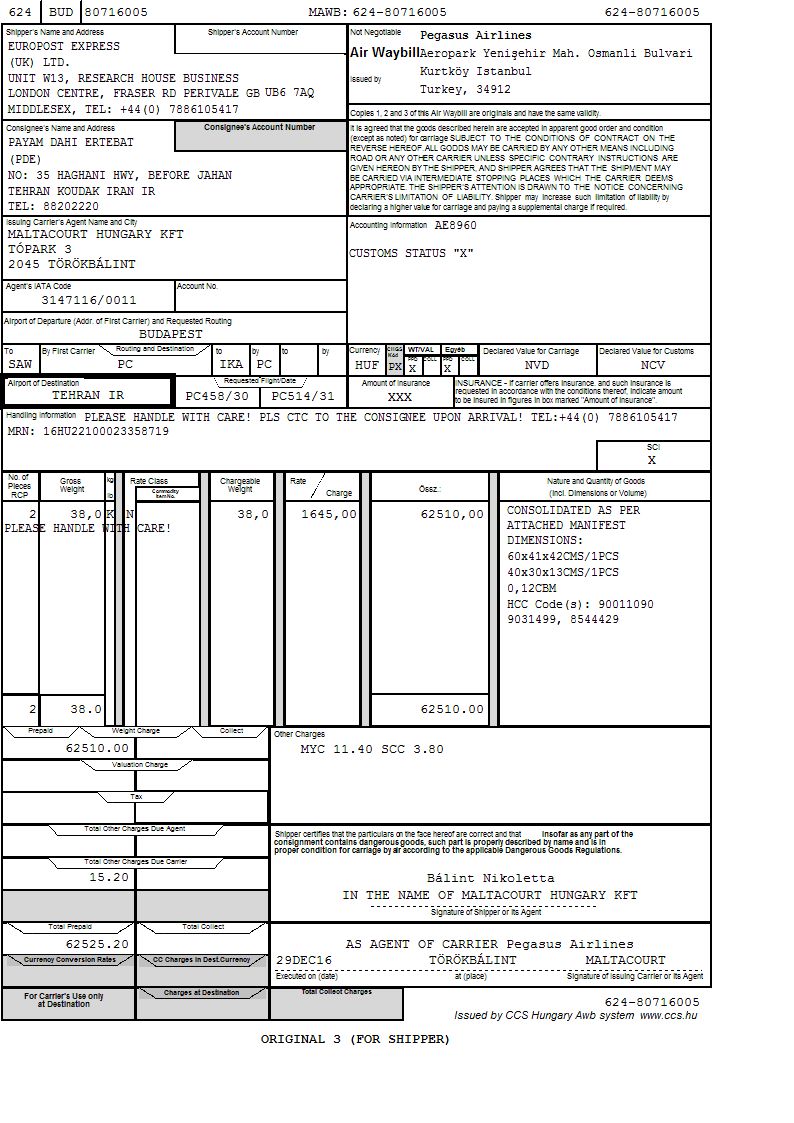 624 BUD 80716005 MAWB: 624-80716005 624-80716005
Shipper's Name and Address
Shipper's Account Number
EUROPOST EXPRESS
(UK) LTD.
UNIT W13, RESEARCH HOUSE BUSINESS
LONDON CENTRE, FRASER RD PERIVALE GB UB6 7AQ
MIDDLESEX, TEL: +44(0) 7886105417
Not Negotiable
Pegasus Airlines
Air Waybill Aeropark Yenişehir Mah. Osmanli Bulvari
Kurtköy Istanbul
Issued by
Turkey, 34912
Copies 1, 2 and 3 of this Air Waybill are originals and have the same validity.
Consignee's Name and Address
Consignee's Account Number
PAYAM DAHI ERTEBAT
(PDE)
NO: 35 HAGHANI HWY, BEFORE JAHAN
TEHRAN KOUDAK IRAN IR
TEL: 88202220
It is agreed that the goods described herein are accepted in apparent good order and condition
(except as noted) for carriage SUBJECT TO THE CONDITIONS OF CONTRACT ON THE
REVERSE HEREOF. ALL GOODS MAY BE CARRIED BY ANY OTHER MEANS INCLUDING
ROAD OR ANY OTHER CARRIER UNLESS SPECIFIC CONTRARY INSTRUCTIONS ARE
GIVEN HEREON BY THE SHIPPER, AND SHIPPER AGREES THAT THE SHIPMENT MAY
BE CARRIED VIA INTERMEDIATE STOPPING PLACES WHICH THE CARRIER DEEMS
APPROPRIATE. THE SHIPPER'S ATTENTION IS DRAWN TO THE NOTICE CONCERNING
CARRIER'S LIMITATION OF LIABILITY. Shipper may increase such limitation of liability by
declaring a higher value for carriage and paying a supplemental charge if required.
Issuing Carrier's Agent Name and City
MALTACOURT HUNGARY KFT
TÓPARK 3
2045 TÖRÖKBÁLINT
Accounting Information AE8960
CUSTOMS STATUS "X"
Agent's IATA Code
Account No.
3147116/0011
Airport of Departure (Addr. of First Carrier) and Requested Routing
BUDAPEST
To By First Carrier Routing and Destination to by to by
SAW PC IKA PC
Currency CHGS Kód WT/VAL Egyéb Declared Value for Carriage Declared Value for Customs
PPD COLL PPD COLL
HUF PX X X NVD NCV
Airport of Destination
TEHRAN IR
Requested Flight/Date
PC458/30 PC514/31
Amount of Insurance
XXX
INSURANCE - If carrier offers insurance, and such insurance is
requested in accordance with the conditions thereof, indicate amount
to be insured in figures in box marked "Amount of Insurance".
Handling Information PLEASE HANDLE WITH CARE! PLS CTC TO THE CONSIGNEE UPON ARRIVAL! TEL:+44(0) 7886105417
MRN: 16HU22100023358719
SCI
X
No. of Pieces RCP
Gross Weight
kg lb
Rate Class
Commodity Item No.
Chargeable Weight
Rate / Charge
Össz.:
Nature and Quantity of Goods
(incl. Dimensions or Volume)
2 38,0 K N 38,0 1645,00 62510,00
PLEASE HANDLE WITH CARE!
CONSOLIDATED AS PER
ATTACHED MANIFEST
DIMENSIONS:
60x41x42CMS/1PCS
40x30x13CMS/1PCS
0,12CBM
HCC Code(s): 90011090
9031499, 8544429
2 38.0 62510.00
Prepaid Weight Charge Collect
62510.00
Other Charges
MYC 11.40 SCC 3.80
Valuation Charge
Tax
Total Other Charges Due Agent
Total Other Charges Due Carrier
15.20
Shipper certifies that the particulars on the face hereof are correct and that insofar as any part of the
consignment contains dangerous goods, such part is properly described by name and is in
proper condition for carriage by air according to the applicable Dangerous Goods Regulations.
Bálint Nikoletta
IN THE NAME OF MALTACOURT HUNGARY KFT
Signature of Shipper or its Agent
Total Prepaid Total Collect
62525.20
AS AGENT OF CARRIER Pegasus Airlines
29DEC16 TÖRÖKBÁLINT MALTACOURT
Executed on (date) at (place) Signature of Issuing Carrier or its Agent
Currency Conversion Rates
CC Charges in Dest.Currency
For Carrier's Use only
at Destination
Charges at Destination
Total Collect Charges
624-80716005
Issued by CCS Hungary Awb system www.ccs.hu
ORIGINAL 3 (FOR SHIPPER)